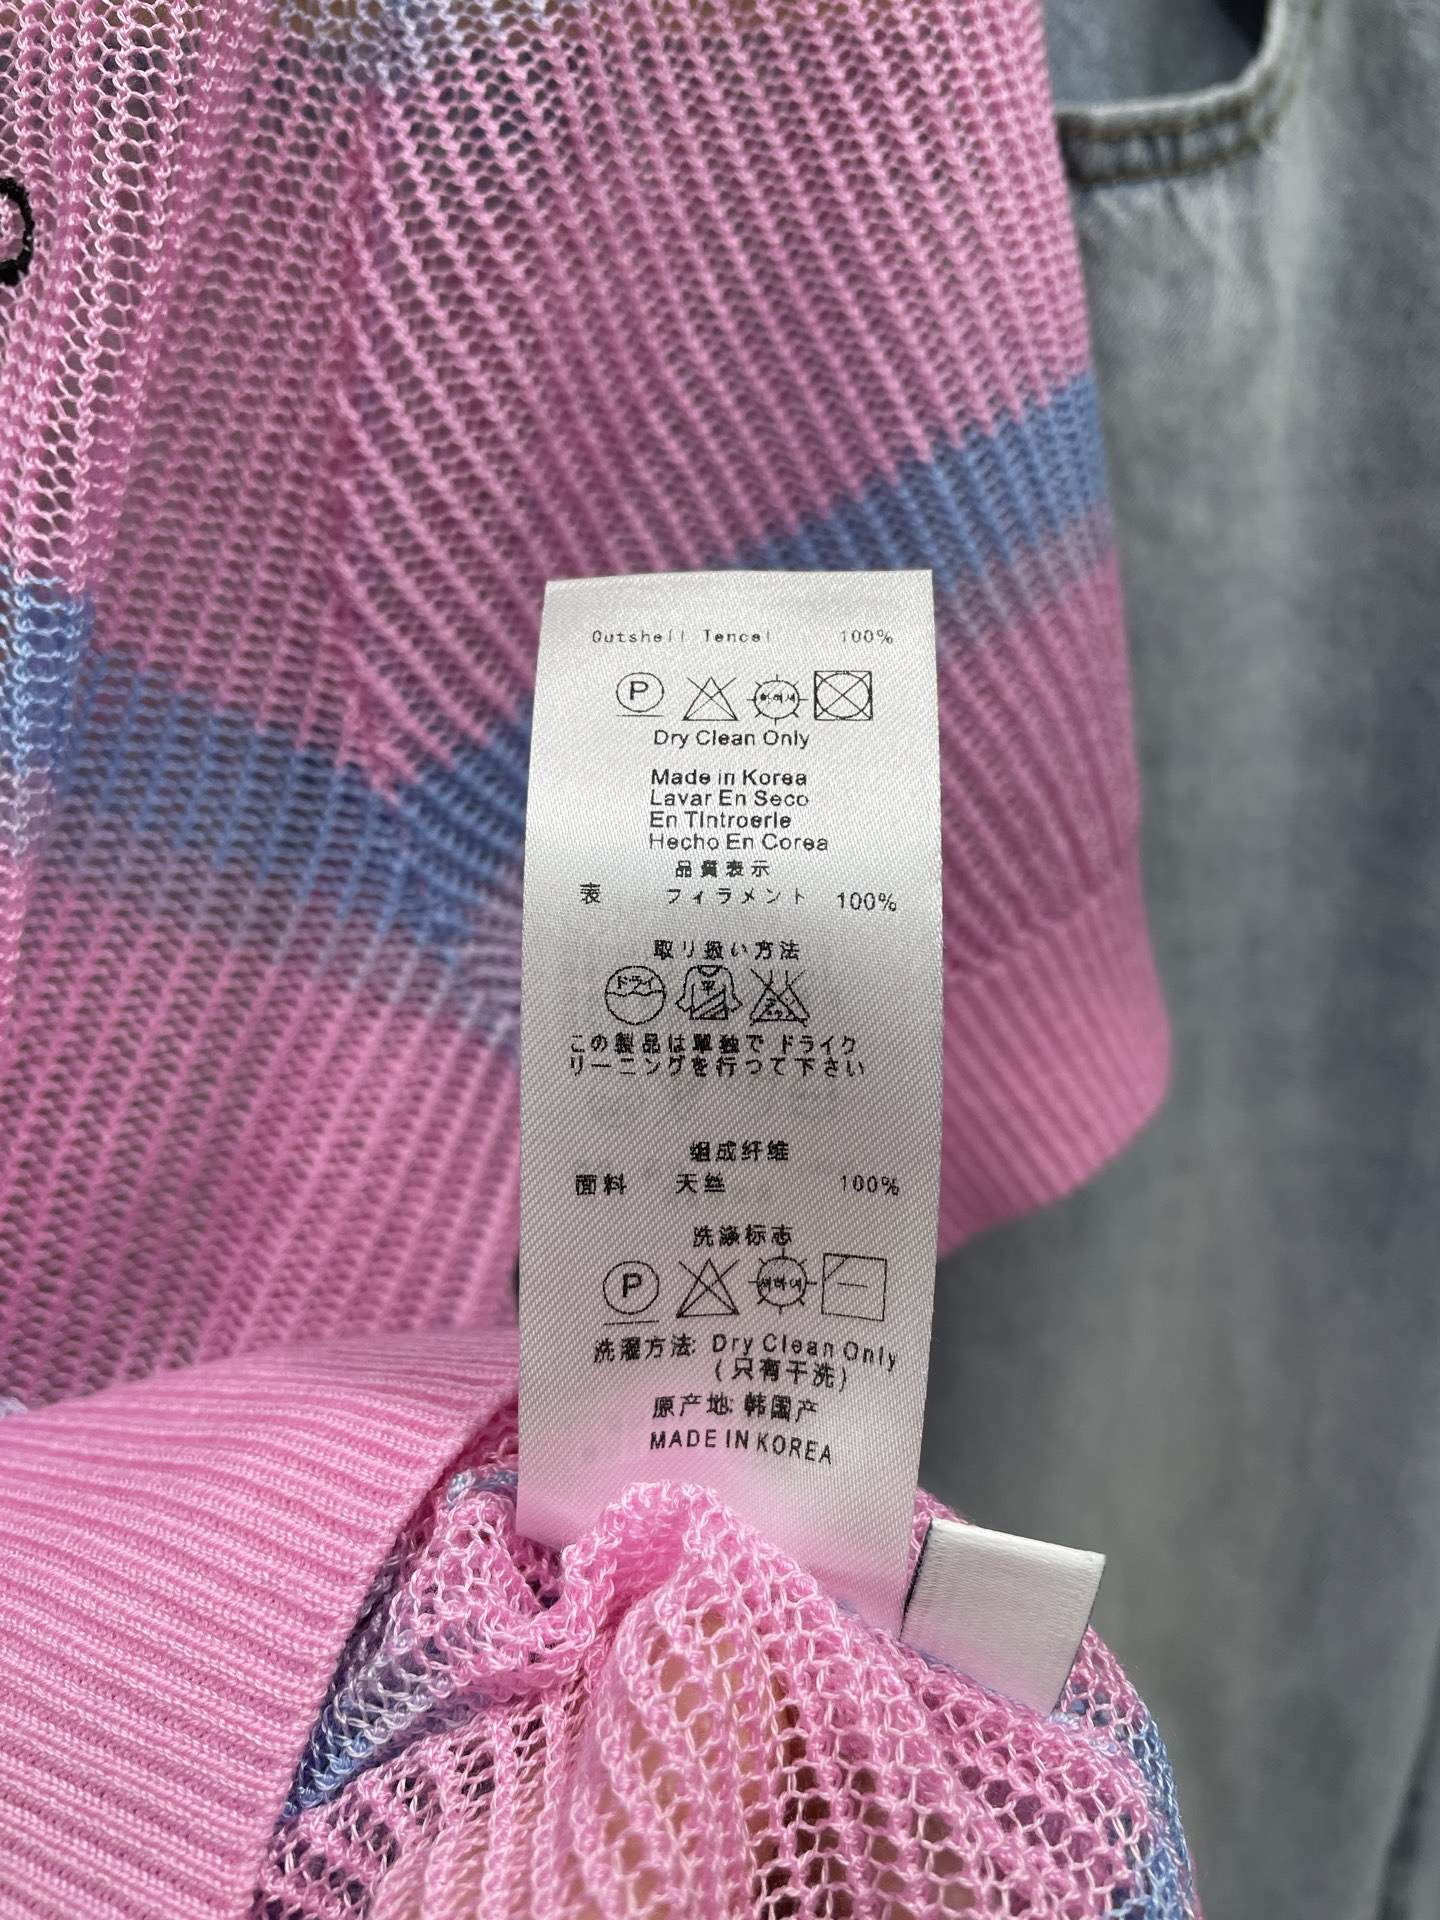 Outshell Tencel 100%
P
Dry Clean Only
Made in Korea
Lavar En Seco
En Tintroerle
Hecho En Corea
品質表示
表 フィラメント 100%
取り扱い方法
ドライ 平
この製品は単独で ドライク
リーニングを行つて下さい
组成纤维
面料 天丝 100%
洗涤标志
P
洗濯方法: Dry Clean Only
(只有干洗)
原产地: 韩国产
MADE IN KOREA